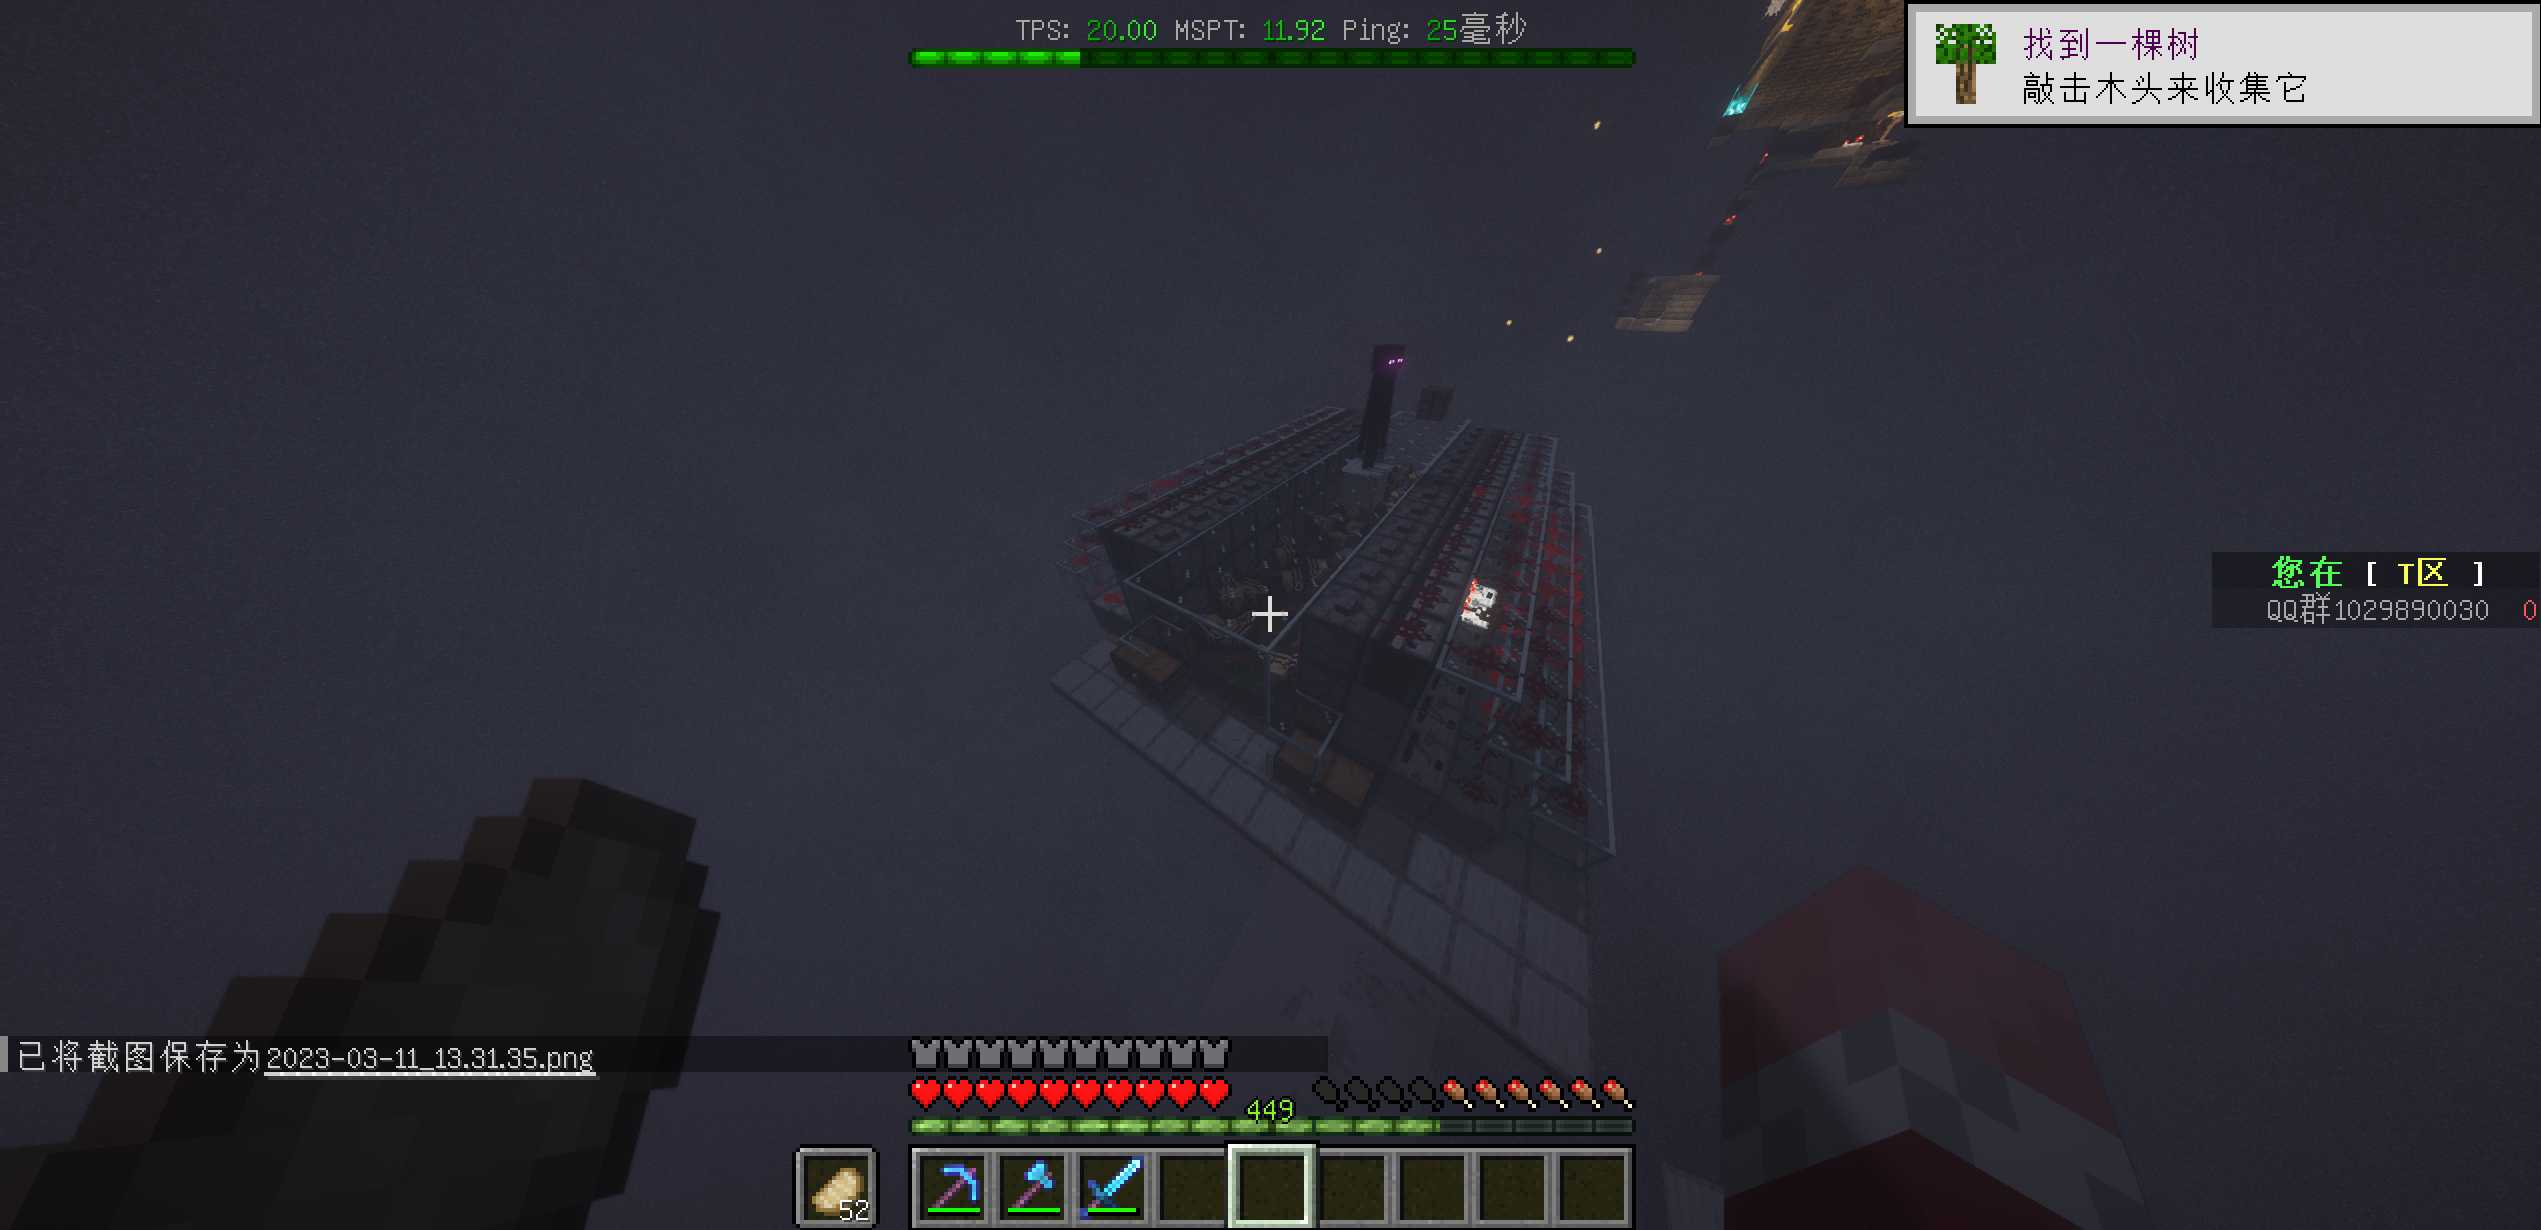 TPS: 20.00 MSPT: 11.92 Ping: 25毫秒
找到一棵树
敲击木头来收集它
您在 [ T区 ]
QQ群1029890030 0
已将截图保存为2023-03-11_13.31.35.png
449
52